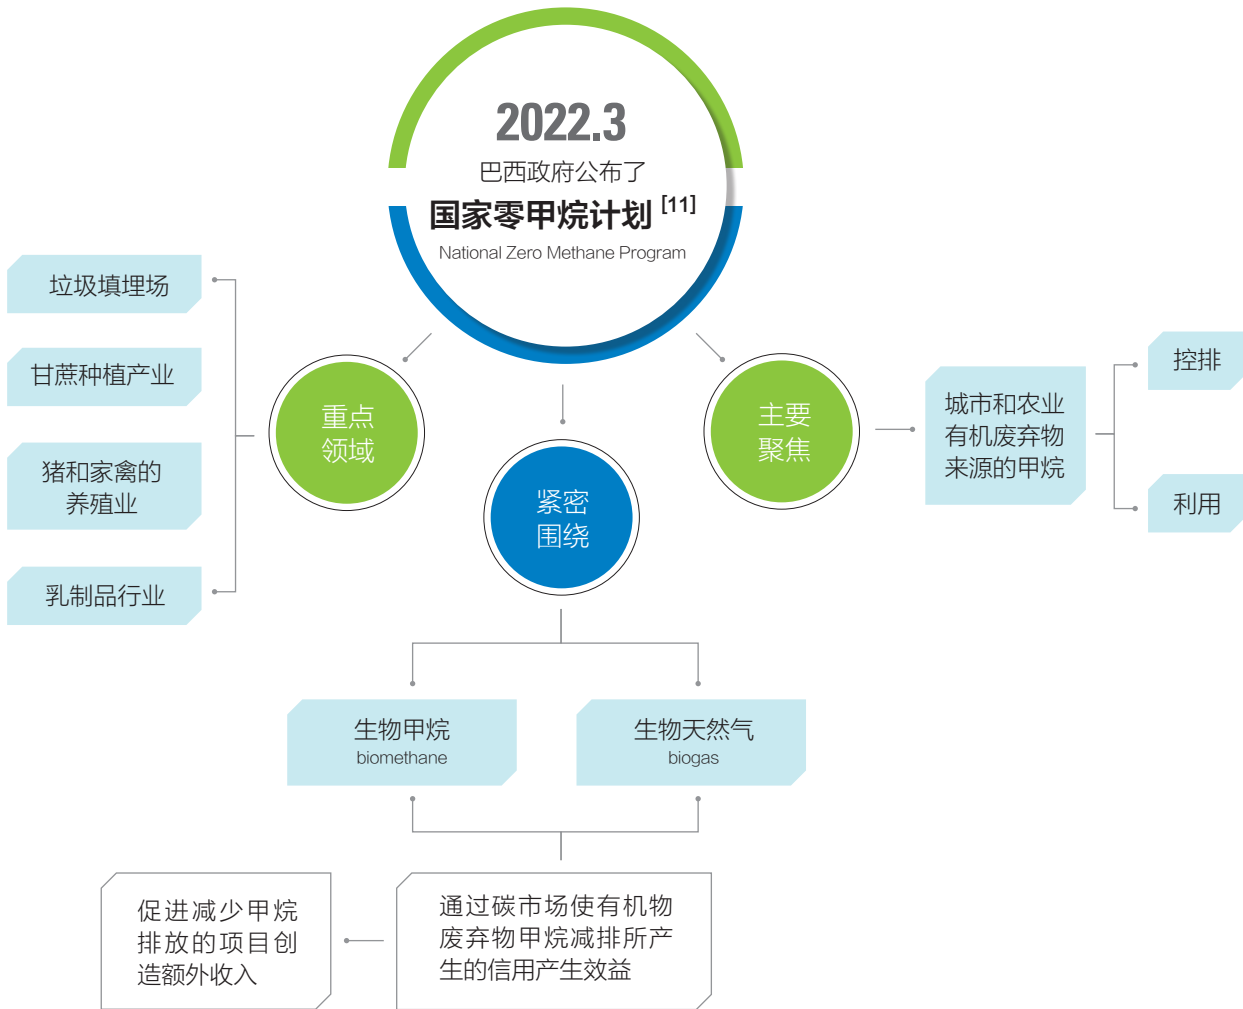 2022.3
巴西政府公布了
国家零甲烷计划 [11]
National Zero Methane Program
重点
领域
垃圾填埋场
甘蔗种植产业
猪和家禽的
养殖业
乳制品行业
紧密
围绕
生物甲烷
biomethane
生物天然气
biogas
通过碳市场使有机物
废弃物甲烷减排所产
生的信用产生效益
促进减少甲烷
排放的项目创
造额外收入
主要
聚焦
城市和农业
有机废弃物
来源的甲烷
控排
利用